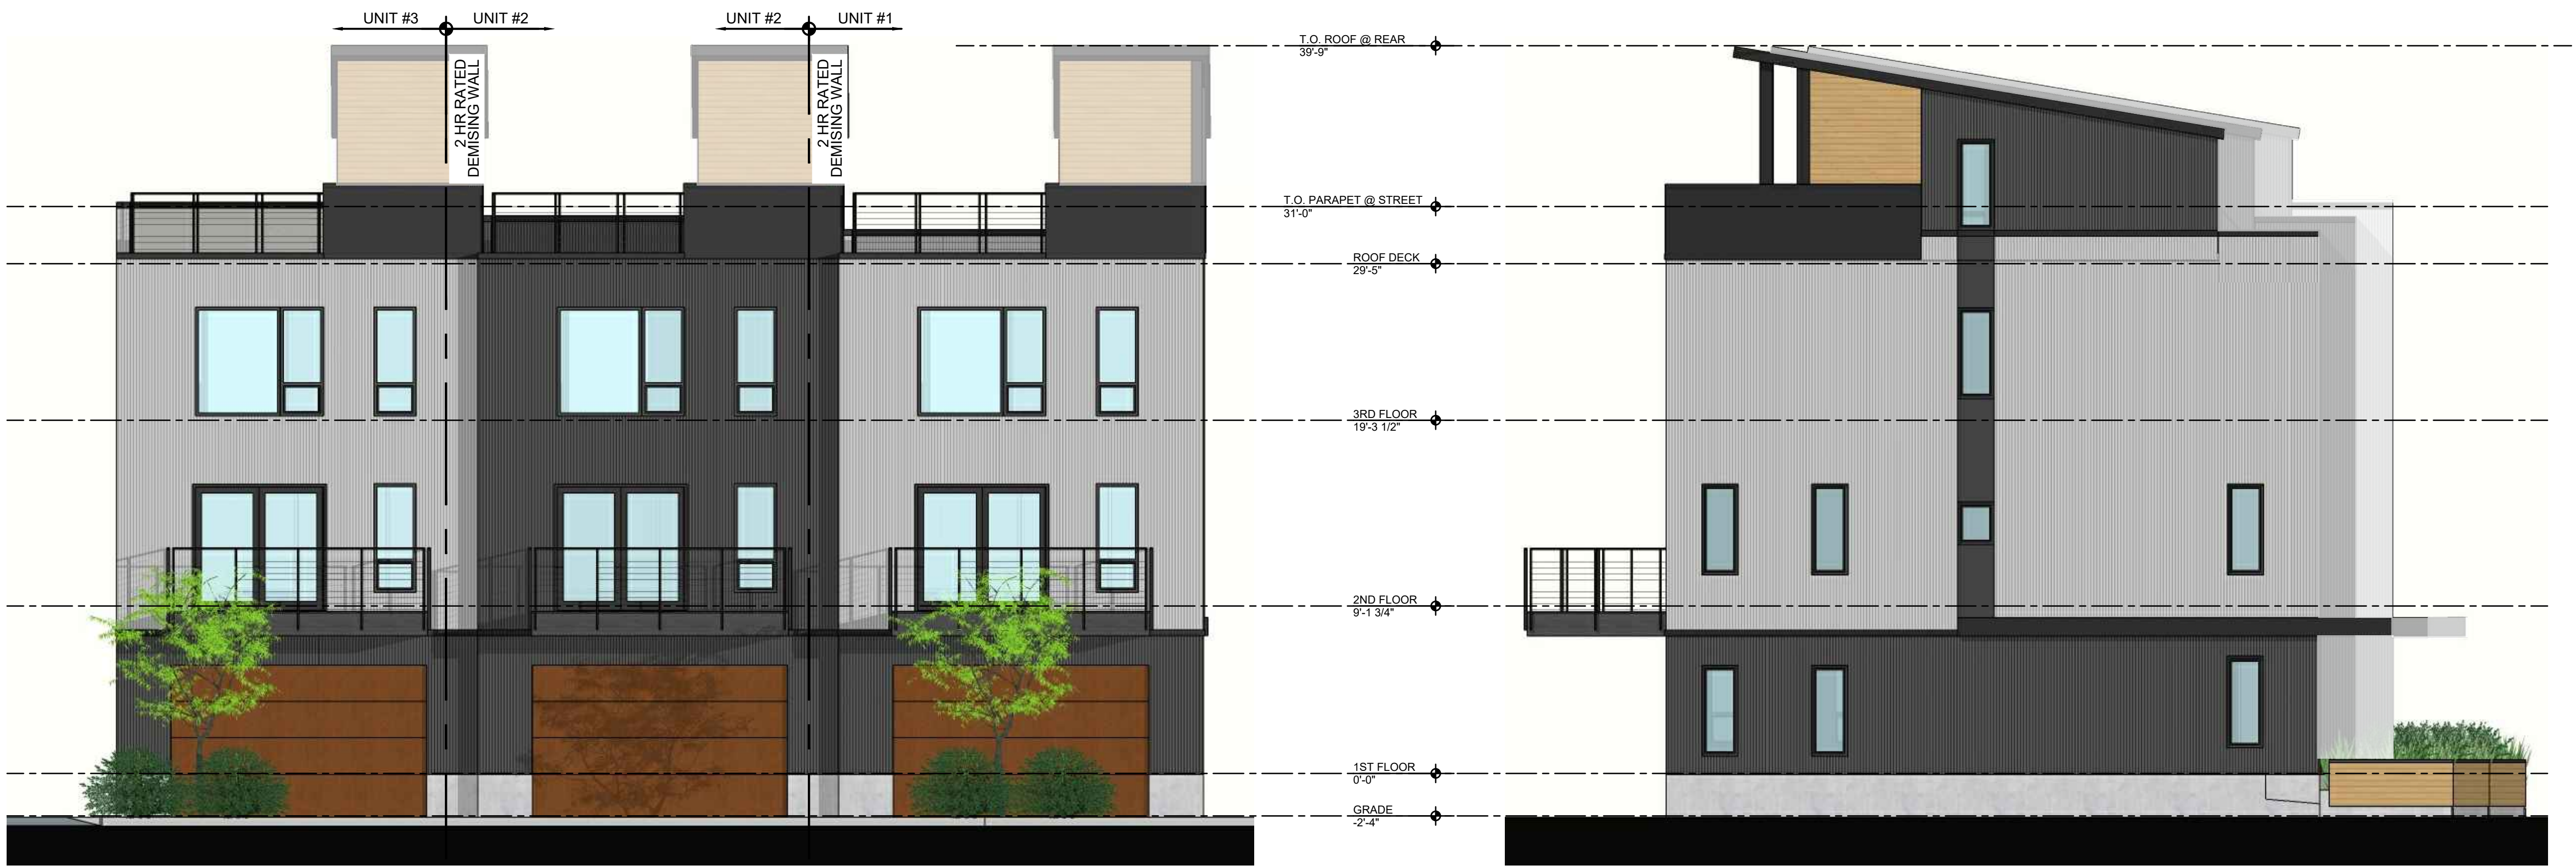 UNIT #3
UNIT #2
UNIT #2
UNIT #1
2 HR RATED
DEMISING WALL
2 HR RATED
DEMISING WALL
T.O. ROOF @ REAR
39'-9"
T.O. PARAPET @ STREET
31'-0"
ROOF DECK
29'-5"
3RD FLOOR
19'-3 1/2"
2ND FLOOR
9'-1 3/4"
1ST FLOOR
0'-0"
GRADE
-2'-4"